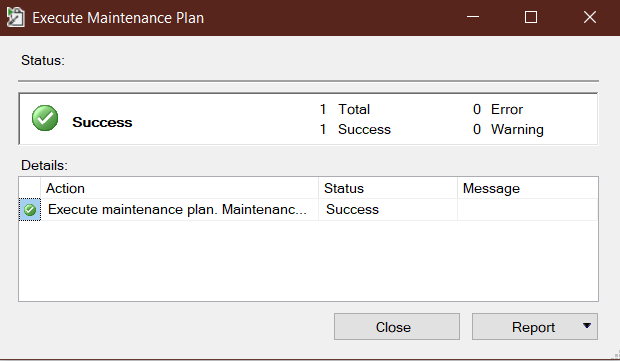 Execute Maintenance Plan
Status:
Success
1 Total 0 Error
1 Success 0 Warning
Details:
Action Status Message
Execute maintenance plan. Maintenanc... Success
Close Report